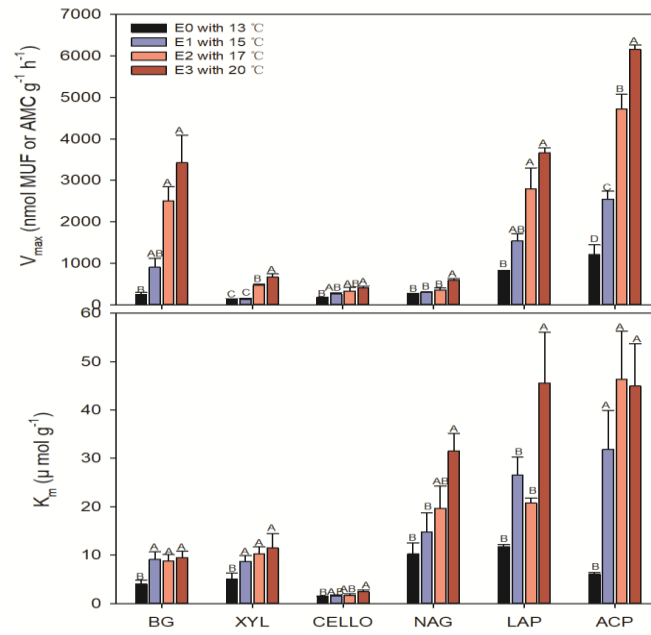 E0 with 13 ℃
E1 with 15 ℃
E2 with 17 ℃
E3 with 20 ℃
7000
6000
5000
4000
3000
2000
1000
0
Vmax (nmol MUF or AMC g-1 h-1)
B AB A A
C C B A
B AB AB A
B B B A
B AB A A
D C B A
60
50
40
30
20
10
0
Km (μ mol g-1)
B A A A
B A A A
B AB AB A
B B AB A
B B B A
B A A A
BG XYL CELLO NAG LAP ACP